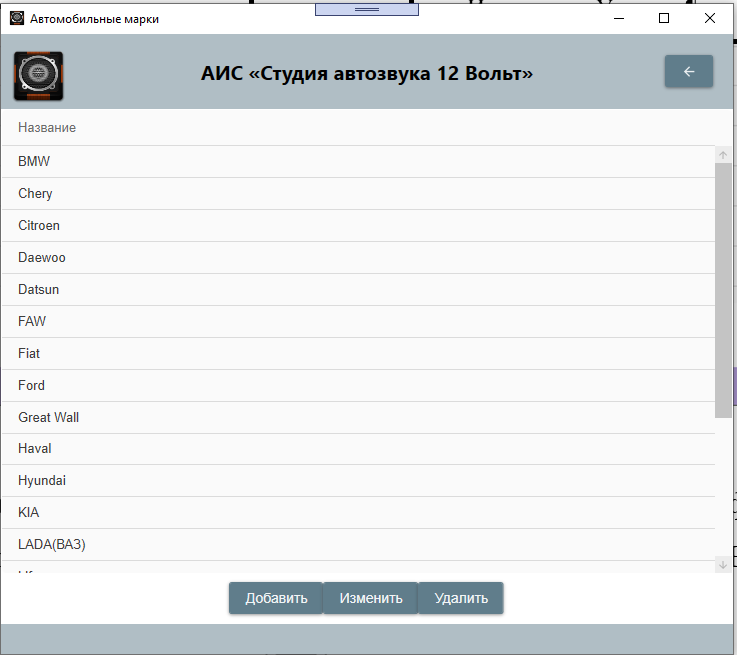 Автомобильные марки
АИС «Студия автозвука 12 Вольт»
Название
BMW
Chery
Citroen
Daewoo
Datsun
FAW
Fiat
Ford
Great Wall
Haval
Hyundai
KIA
LADA(ВАЗ)
Добавить Изменить Удалить